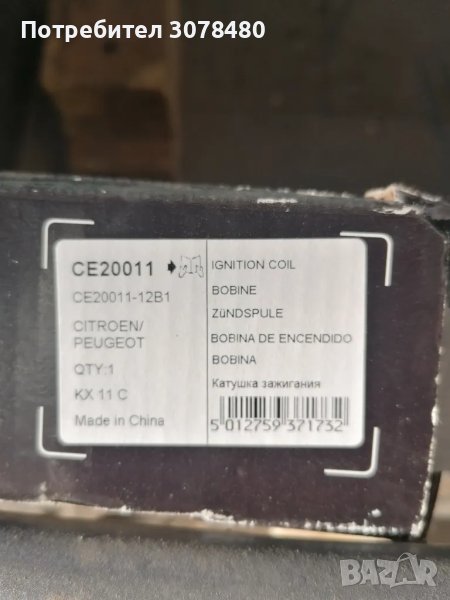 Потребител 3078480
CE20011
CE20011-12B1
CITROEN/
PEUGEOT
QTY:1
KX 11 C
Made in China
IGNITION COIL
BOBINE
ZüNDSPULE
BOBINA DE ENCENDIDO
BOBINA
Катушка зажигания
5 012759 371732
BAZAR